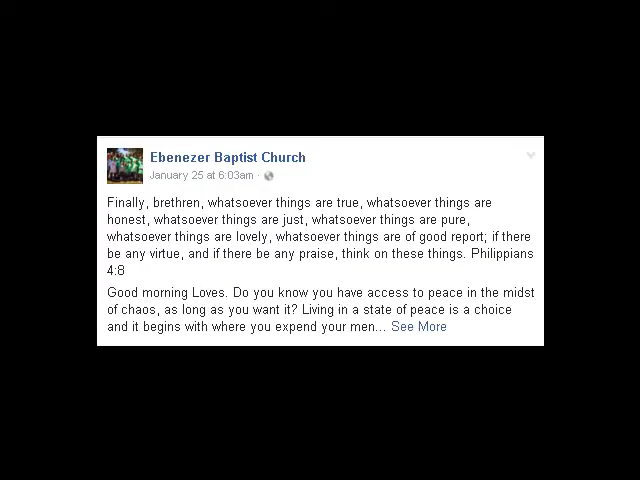 Ebenezer Baptist Church
January 25 at 6:03am ·
Finally, brethren, whatsoever things are true, whatsoever things are
honest, whatsoever things are just, whatsoever things are pure,
whatsoever things are lovely, whatsoever things are of good report; if there
be any virtue, and if there be any praise, think on these things. Philippians
4:8
Good morning Loves. Do you know you have access to peace in the midst
of chaos, as long as you want it? Living in a state of peace is a choice
and it begins with where you expend your men... See More